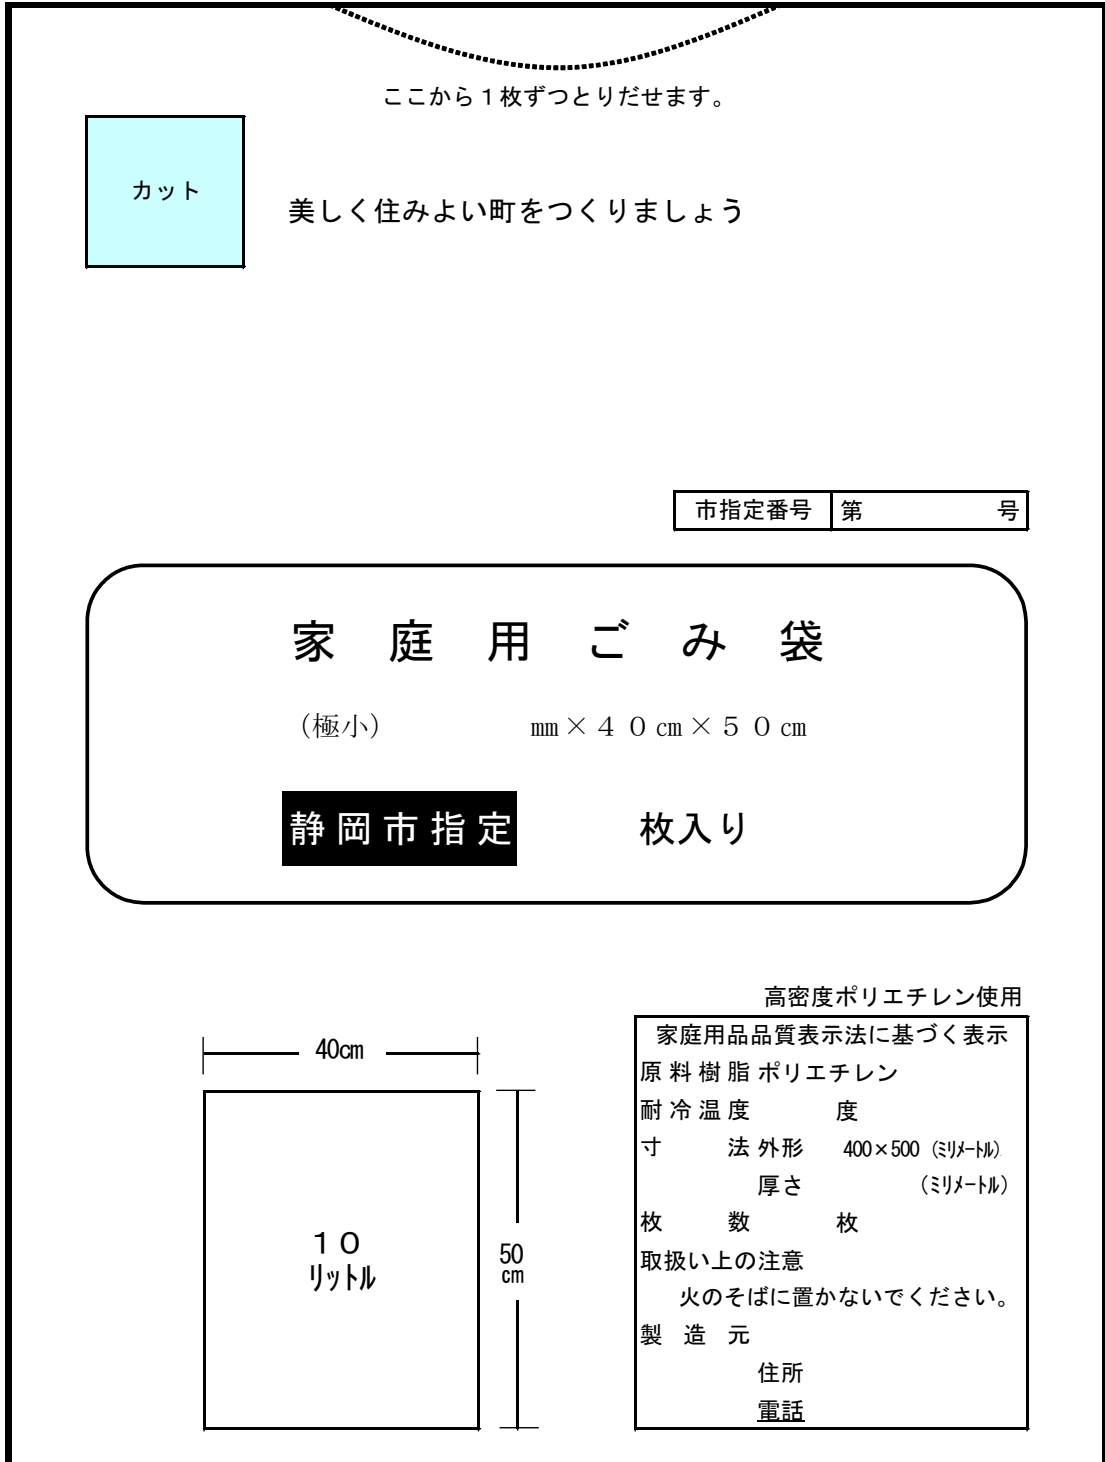 ここから１枚ずつとりだせます。
カット
美しく住みよい町をつくりましょう
市指定番号 第 号
家庭用ごみ袋
（極小） ㎜×４０㎝×５０㎝
静岡市指定 枚入り
高密度ポリエチレン使用
40cm
10
リットル
50
cm
家庭用品品質表示法に基づく表示
原料樹脂 ポリエチレン
耐冷温度 度
寸法 外形 400×500（ﾐﾘﾒｰﾄﾙ）
厚さ （ﾐﾘﾒｰﾄﾙ）
枚数 枚
取扱い上の注意
火のそばに置かないでください。
製造元
住所
電話